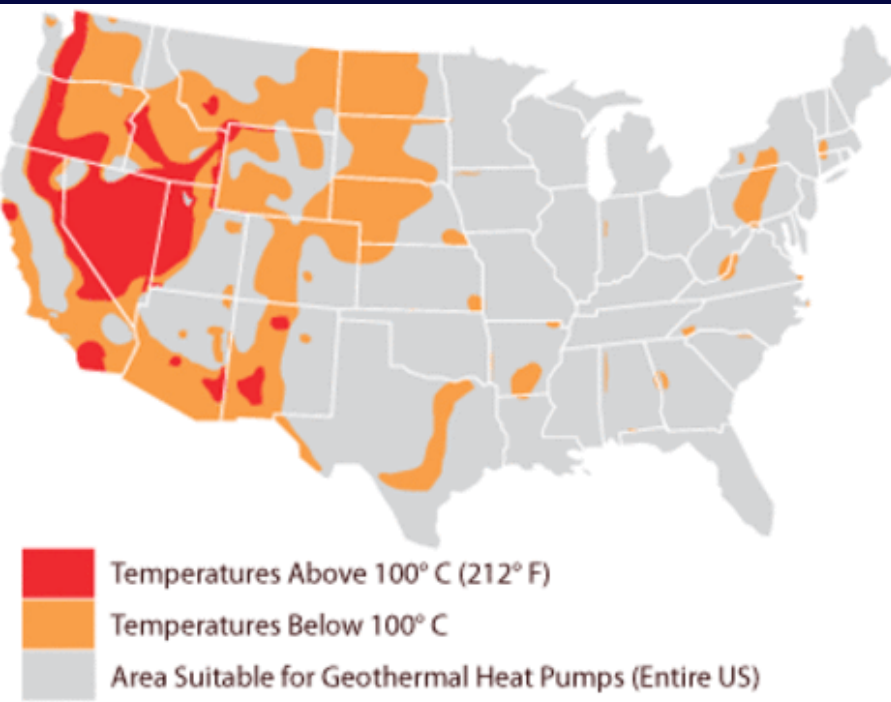 Temperatures Above 100° C (212° F)
Temperatures Below 100° C
Area Suitable for Geothermal Heat Pumps (Entire US)